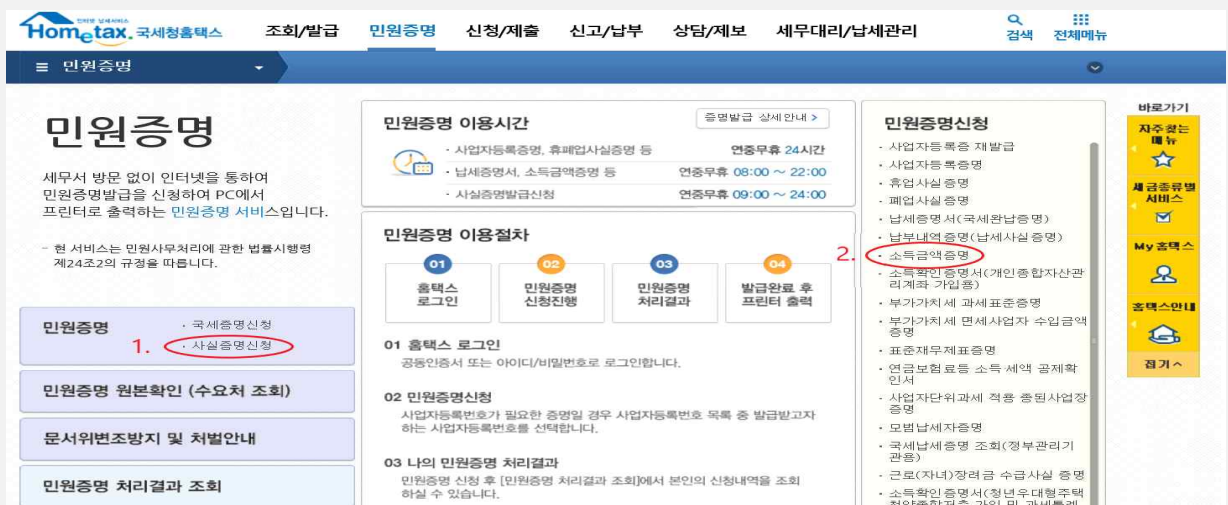 인터넷 납세서비스
Hometax. 국세청홈택스
조회/발급 민원증명 신청/제출 신고/납부 상담/제보 세무대리/납세관리
검색 전체메뉴
≡ 민원증명
민원증명
세무서 방문 없이 인터넷을 통하여
민원증명발급을 신청하여 PC에서
프린터로 출력하는 민원증명 서비스입니다.
- 현 서비스는 민원사무처리에 관한 법률시행령
제24조2의 규정을 따릅니다.
민원증명
· 국세증명신청
1. · 사실증명신청
민원증명 원본확인 (수요처 조회)
문서위변조방지 및 처벌안내
민원증명 처리결과 조회
민원증명 이용시간
증명발급 상세안내 >
· 사업자등록증명, 휴폐업사실증명 등 연중무휴 24시간
· 납세증명서, 소득금액증명 등 연중무휴 08:00 ~ 22:00
· 사실증명발급신청 연중무휴 09:00 ~ 24:00
민원증명 이용절차
01 02 03 04
홈택스 민원증명 민원증명 발급완료 후
로그인 신청진행 처리결과 프린터 출력
01 홈택스 로그인
공동인증서 또는 아이디/비밀번호로 로그인합니다.
02 민원증명신청
사업자등록번호가 필요한 증명일 경우 사업자등록번호 목록 중 발급받고자
하는 사업자등록번호를 선택합니다.
03 나의 민원증명 처리결과
민원증명 신청 후 [민원증명 처리결과 조회]에서 본인의 신청내역을 조회
하실 수 있습니다.
민원증명신청
· 사업자등록증 재발급
· 사업자등록증명
· 휴업사실증명
· 폐업사실증명
· 납세증명서(국세완납증명)
· 납부내역증명(납세사실증명)
2. · 소득금액증명
· 소득확인증명서(개인종합자산관
리계좌 가입용)
· 부가가치세 과세표준증명
· 부가가치세 면세사업자 수입금액
증명
· 표준재무제표증명
· 연금보험료등 소득·세액 공제확
인서
· 사업자단위과세 적용 종된사업장
증명
· 모범납세자증명
· 국세납세증명 조회(정부관리기
관용)
· 근로(자녀)장려금 수급사실 증명
· 소득확인증명서(청년우대형주택
바로가기
자주찾는
메뉴
세금종류별
서비스
My홈택스
홈택스안내
접기 ^